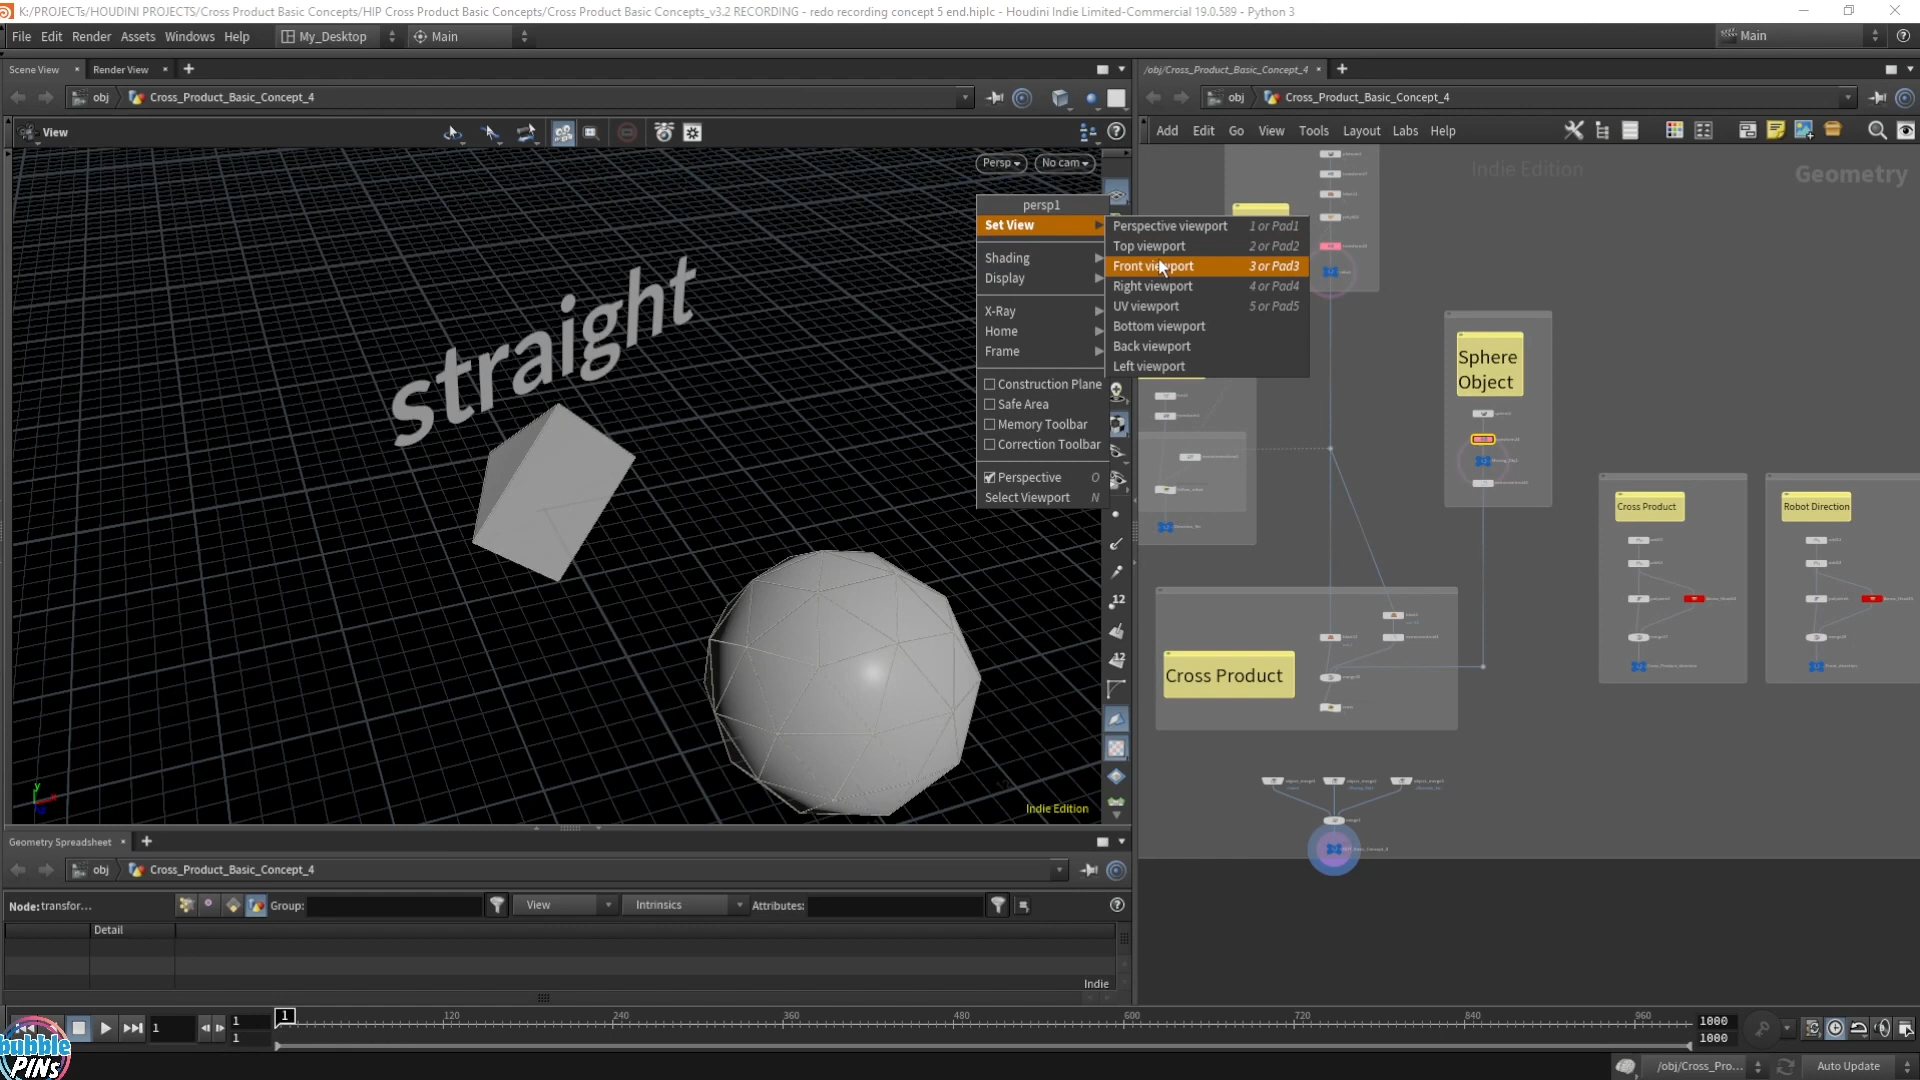 K:/PROJECTs/HOUDINI PROJECTS/Cross Product Basic Concepts/HIP Cross Product Basic Concepts/Cross Product Basic Concepts_v3.2 RECORDING - redo recording concept 5 end.hiplc - Houdini Indie Limited-Commercial 19.0.589 - Python 3
File Edit Render Assets Windows Help My_Desktop Main Main
Scene View Render View /obj/Cross_Product_Basic_Concept_4
obj Cross_Product_Basic_Concept_4 obj Cross_Product_Basic_Concept_4
View Add Edit Go View Tools Layout Labs Help
Persp No cam Indie Edition Geometry
persp1
Set View Perspective viewport 1 or Pad1
Top viewport 2 or Pad2
Shading Front viewport 3 or Pad3
Display Right viewport 4 or Pad4
X-Ray UV viewport 5 or Pad5
Home Bottom viewport
Frame Back viewport
Left viewport
Construction Plane
Safe Area
Memory Toolbar
Correction Toolbar
Perspective O
Select Viewport N
straight
Sphere
Object
Cross Product Robot Direction
12
12
Cross Product
Indie Edition
Geometry Spreadsheet
obj Cross_Product_Basic_Concept_4
Node: transfor... Group: View Intrinsics Attributes:
Detail
Indie
1 1 1 120 240 360 480 600 720 840 960 1000
1 1000
bubble
PiNs
/obj/Cross_Pro... Auto Update